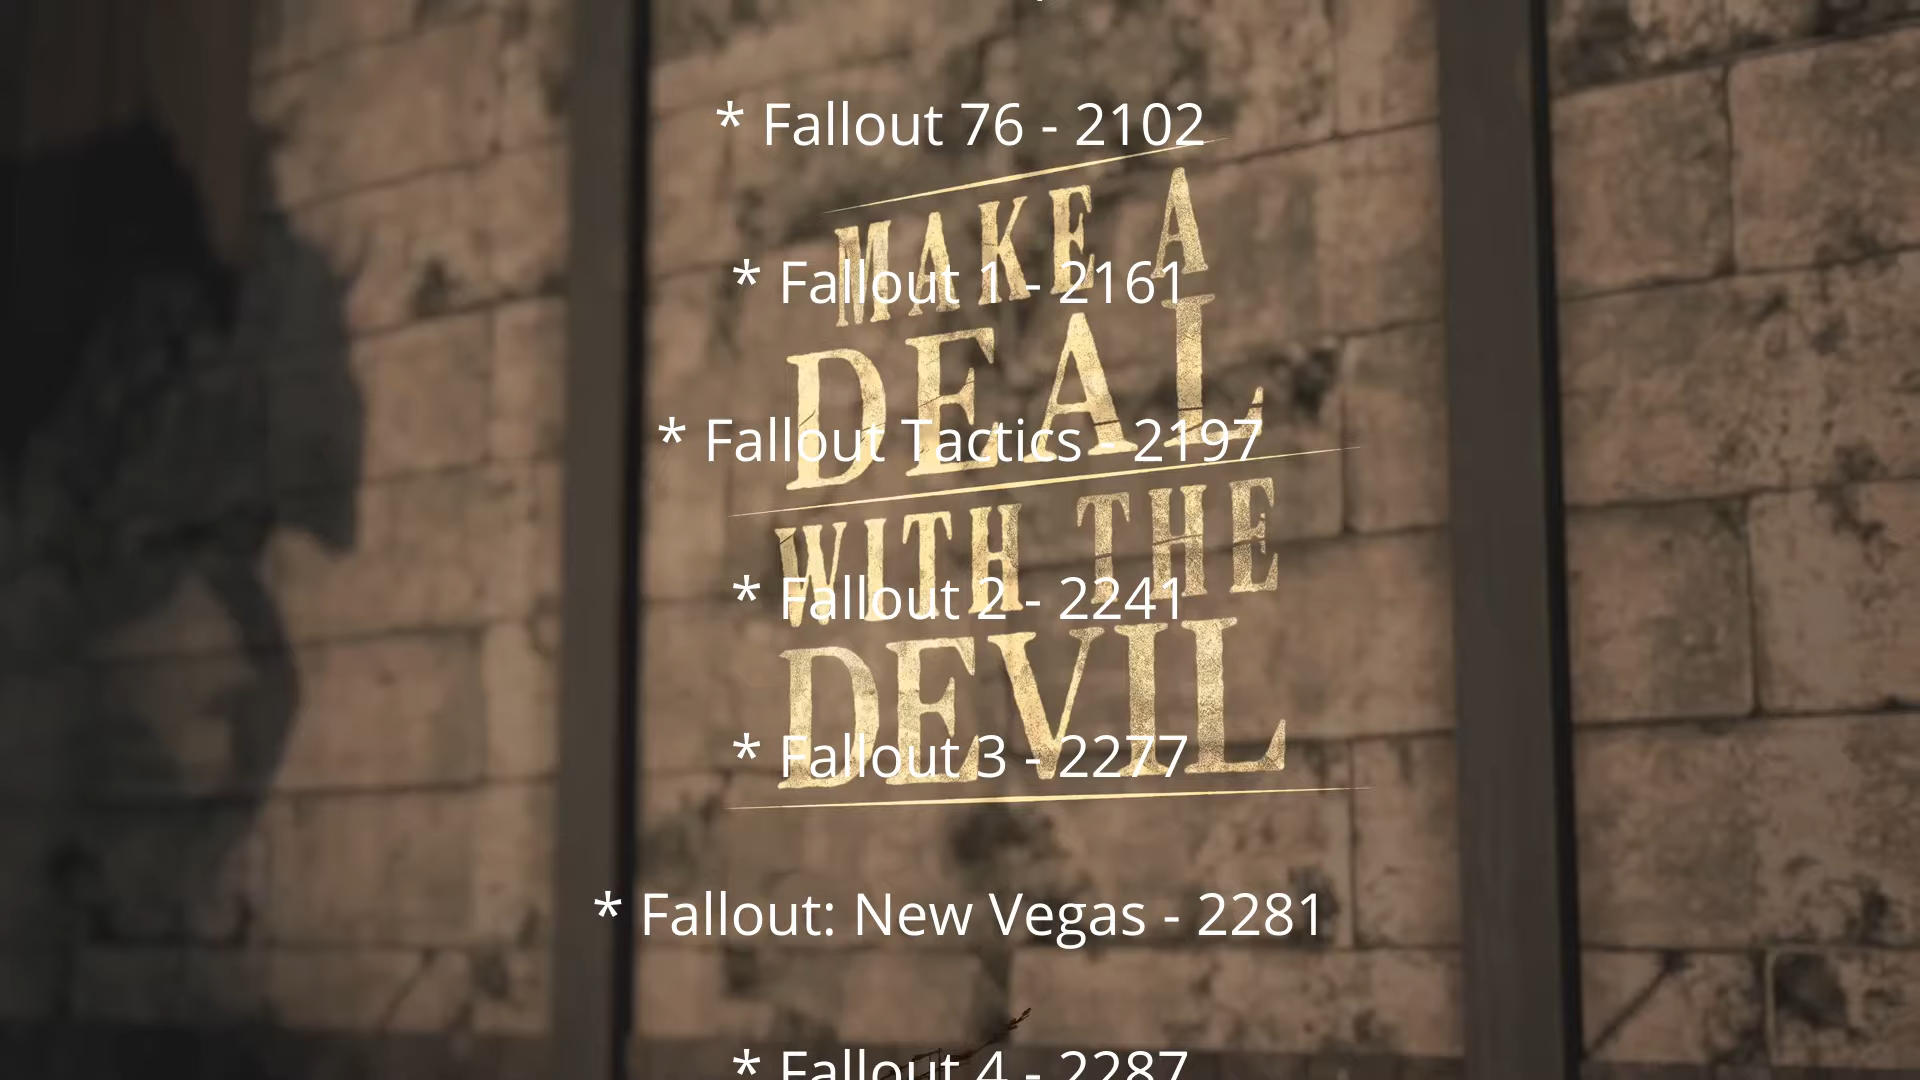 * Fallout 76 - 2102
MAKE A
* Fallout 1 - 2161
DEAL
* Fallout Tactics - 2197
WITH THE
* Fallout 2 - 2241
DEVIL
* Fallout 3 - 2277
* Fallout: New Vegas - 2281
* Fallout 4 - 2287